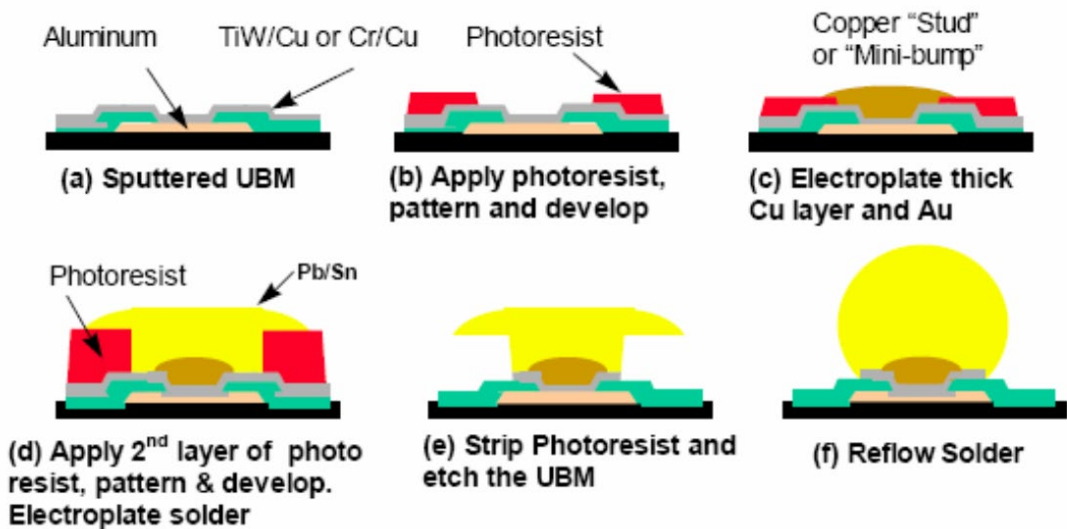 Aluminum
TiW/Cu or Cr/Cu
Photoresist
Copper “Stud”
or “Mini-bump”
(a) Sputtered UBM
(b) Apply photoresist,
pattern and develop
(c) Electroplate thick
Cu layer and Au
Photoresist
Pb/Sn
(d) Apply 2nd layer of photo
resist, pattern & develop.
Electroplate solder
(e) Strip Photoresist and
etch the UBM
(f) Reflow Solder